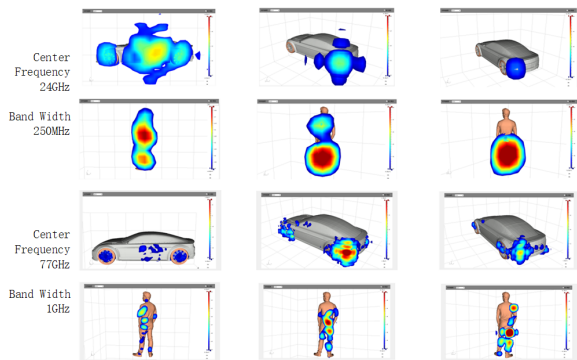 Center
Frequency
24GHz
Band Width
250MHz
Center
Frequency
77GHz
Band Width
1GHz